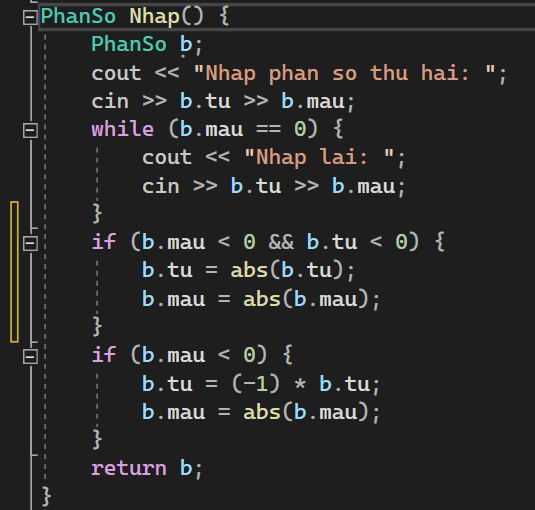 PhanSo Nhap() {
PhanSo b;
cout << "Nhap phan so thu hai: ";
cin >> b.tu >> b.mau;
while (b.mau == 0) {
cout << "Nhap lai: ";
cin >> b.tu >> b.mau;
}
if (b.mau < 0 && b.tu < 0) {
b.tu = abs(b.tu);
b.mau = abs(b.mau);
}
if (b.mau < 0) {
b.tu = (-1) * b.tu;
b.mau = abs(b.mau);
}
return b;
}